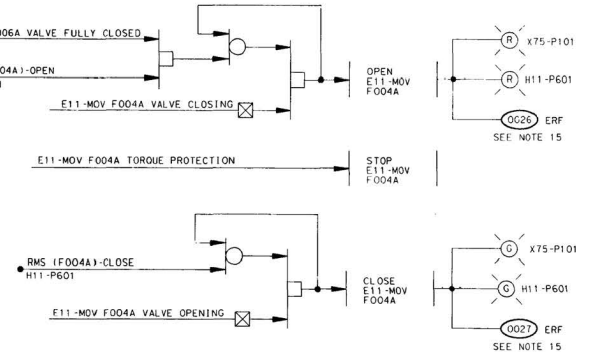 006A VALVE FULLY CLOSED
R X75-P101
04A)-OPEN
OPEN
E11-MOV
F004A
R H11-P601
E11-MOV F004A VALVE CLOSING
0026 ERF
SEE NOTE 15
E11-MOV F004A TORQUE PROTECTION
STOP
E11-MOV
F004A
G X75-P101
RMS (F004A)-CLOSE
H11-P601
CLOSE
E11-MOV
F004A
G H11-P601
E11-MOV F004A VALVE OPENING
0027 ERF
SEE NOTE 15